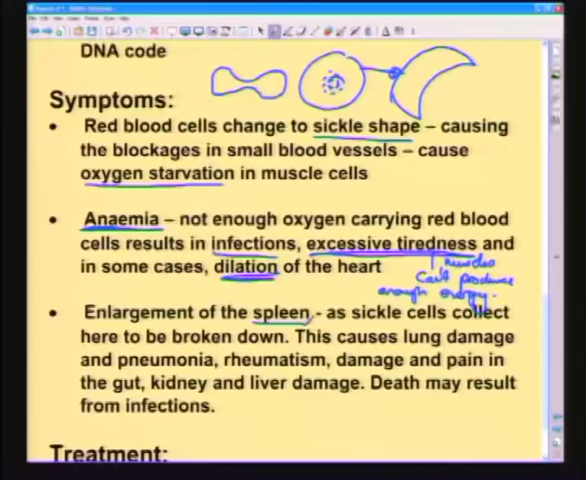 DNA code
Symptoms:
• Red blood cells change to sickle shape – causing
the blockages in small blood vessels – cause
oxygen starvation in muscle cells
• Anaemia – not enough oxygen carrying red blood
cells results in infections, excessive tiredness and
in some cases, dilation of the heart
muscles
Can't produce
enough energy.
• Enlargement of the spleen - as sickle cells collect
here to be broken down. This causes lung damage
and pneumonia, rheumatism, damage and pain in
the gut, kidney and liver damage. Death may result
from infections.
Treatment: